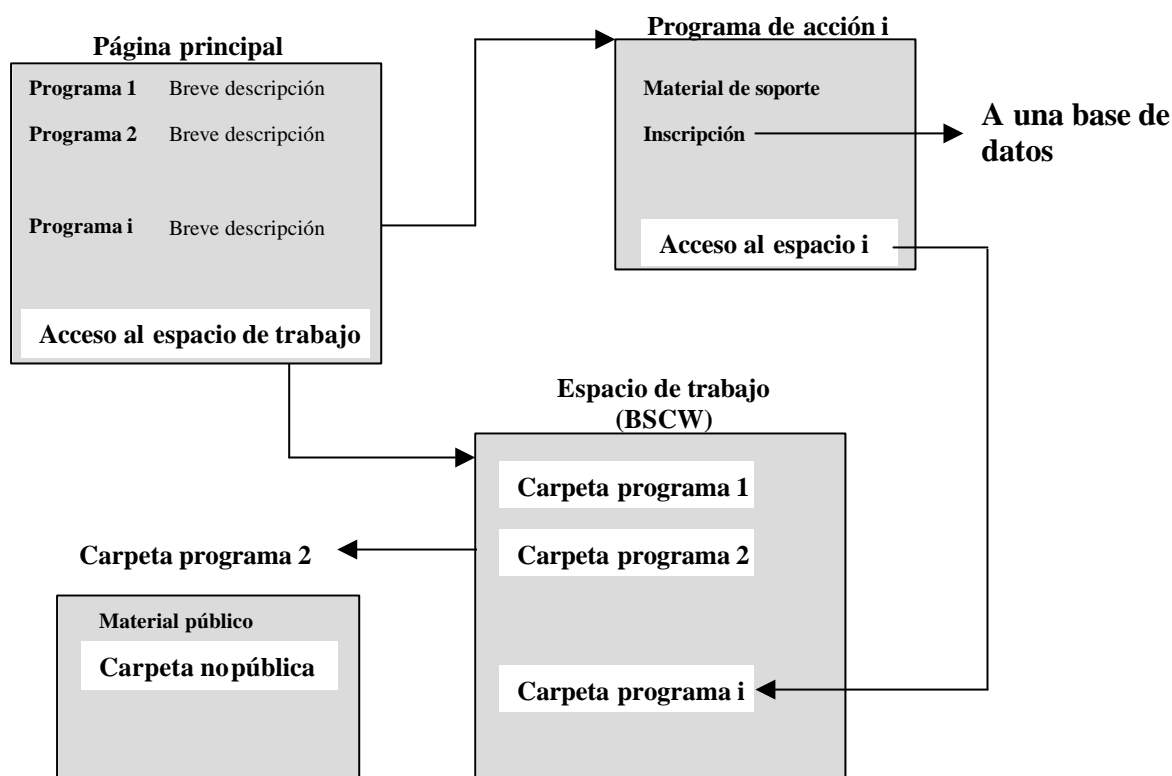 Página principal
Programa 1 Breve descripción
Programa 2 Breve descripción
Programa i Breve descripción
Acceso al espacio de trabajo
Programa de acción i
Material de soporte
Inscripción
Acceso al espacio i
A una base de
datos
Espacio de trabajo
(BSCW)
Carpeta programa 1
Carpeta programa 2
Carpeta programa i
Carpeta programa 2
Material público
Carpeta no pública